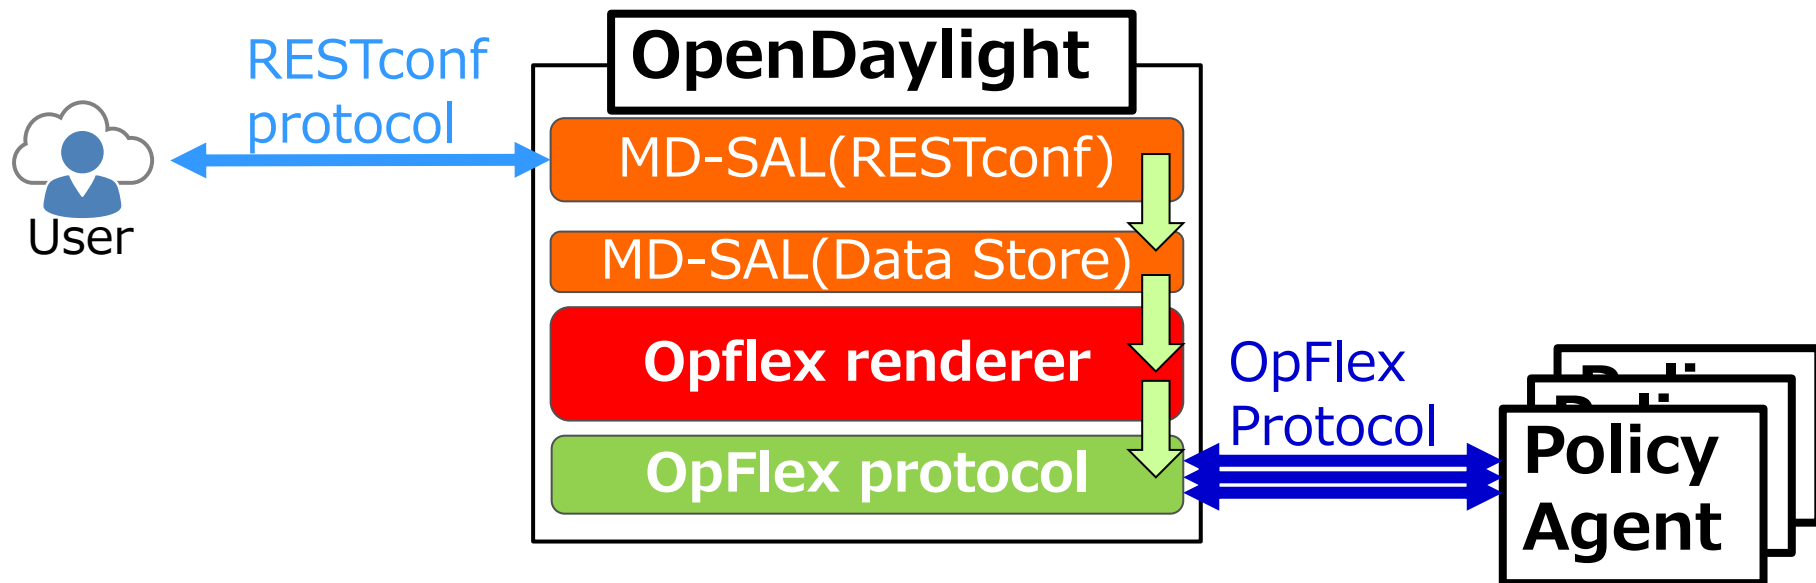 OpenDaylight
RESTconf
protocol
User
MD-SAL(RESTconf)
MD-SAL(Data Store)
Opflex renderer
OpFlex protocol
OpFlex
Protocol
Policy
Agent